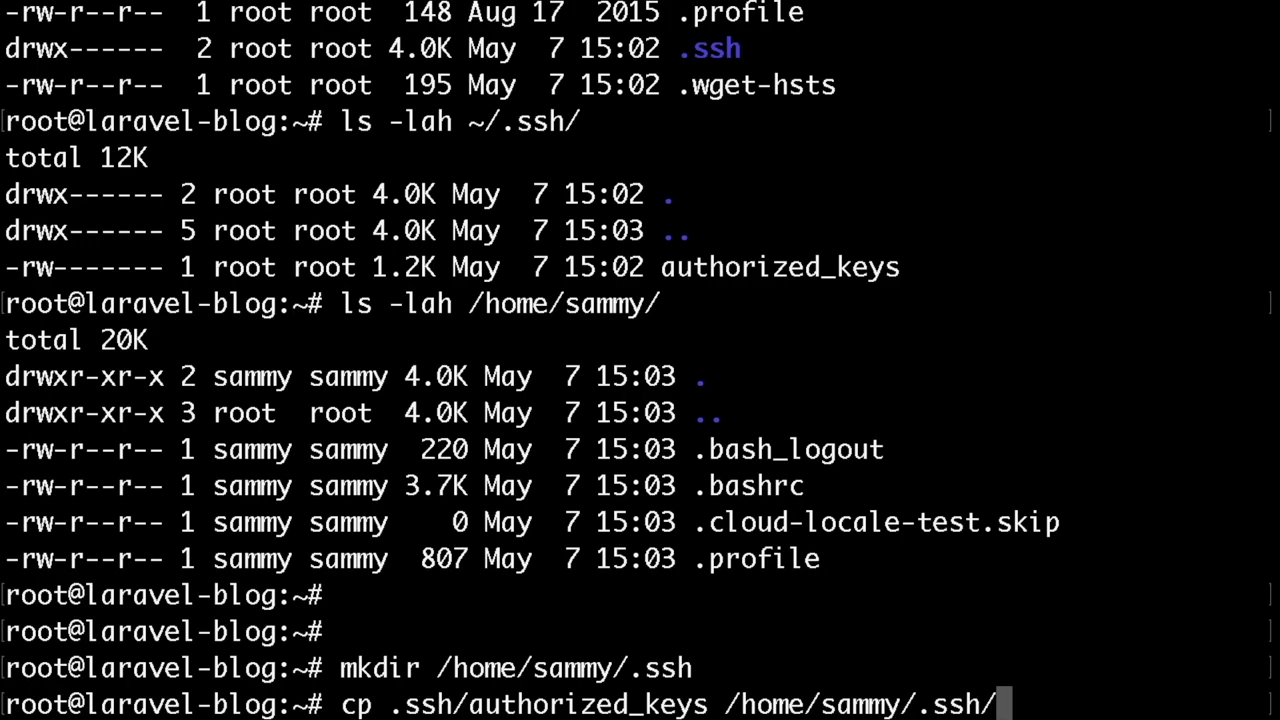 -rw-r--r--  1 root root  148 Aug 17  2015 .profile
drwx------  2 root root 4.0K May  7 15:02 .ssh
-rw-r--r--  1 root root  195 May  7 15:02 .wget-hsts
[root@laravel-blog:~# ls -lah ~/.ssh/ ]
total 12K
drwx------ 2 root root 4.0K May  7 15:02 .
drwx------ 5 root root 4.0K May  7 15:03 ..
-rw------- 1 root root 1.2K May  7 15:02 authorized_keys
[root@laravel-blog:~# ls -lah /home/sammy/ ]
total 20K
drwxr-xr-x 2 sammy sammy 4.0K May  7 15:03 .
drwxr-xr-x 3 root  root  4.0K May  7 15:03 ..
-rw-r--r-- 1 sammy sammy  220 May  7 15:03 .bash_logout
-rw-r--r-- 1 sammy sammy 3.7K May  7 15:03 .bashrc
-rw-r--r-- 1 sammy sammy    0 May  7 15:03 .cloud-locale-test.skip
-rw-r--r-- 1 sammy sammy  807 May  7 15:03 .profile
[root@laravel-blog:~# ]
[root@laravel-blog:~# ]
[root@laravel-blog:~# mkdir /home/sammy/.ssh ]
root@laravel-blog:~# cp .ssh/authorized_keys /home/sammy/.ssh/